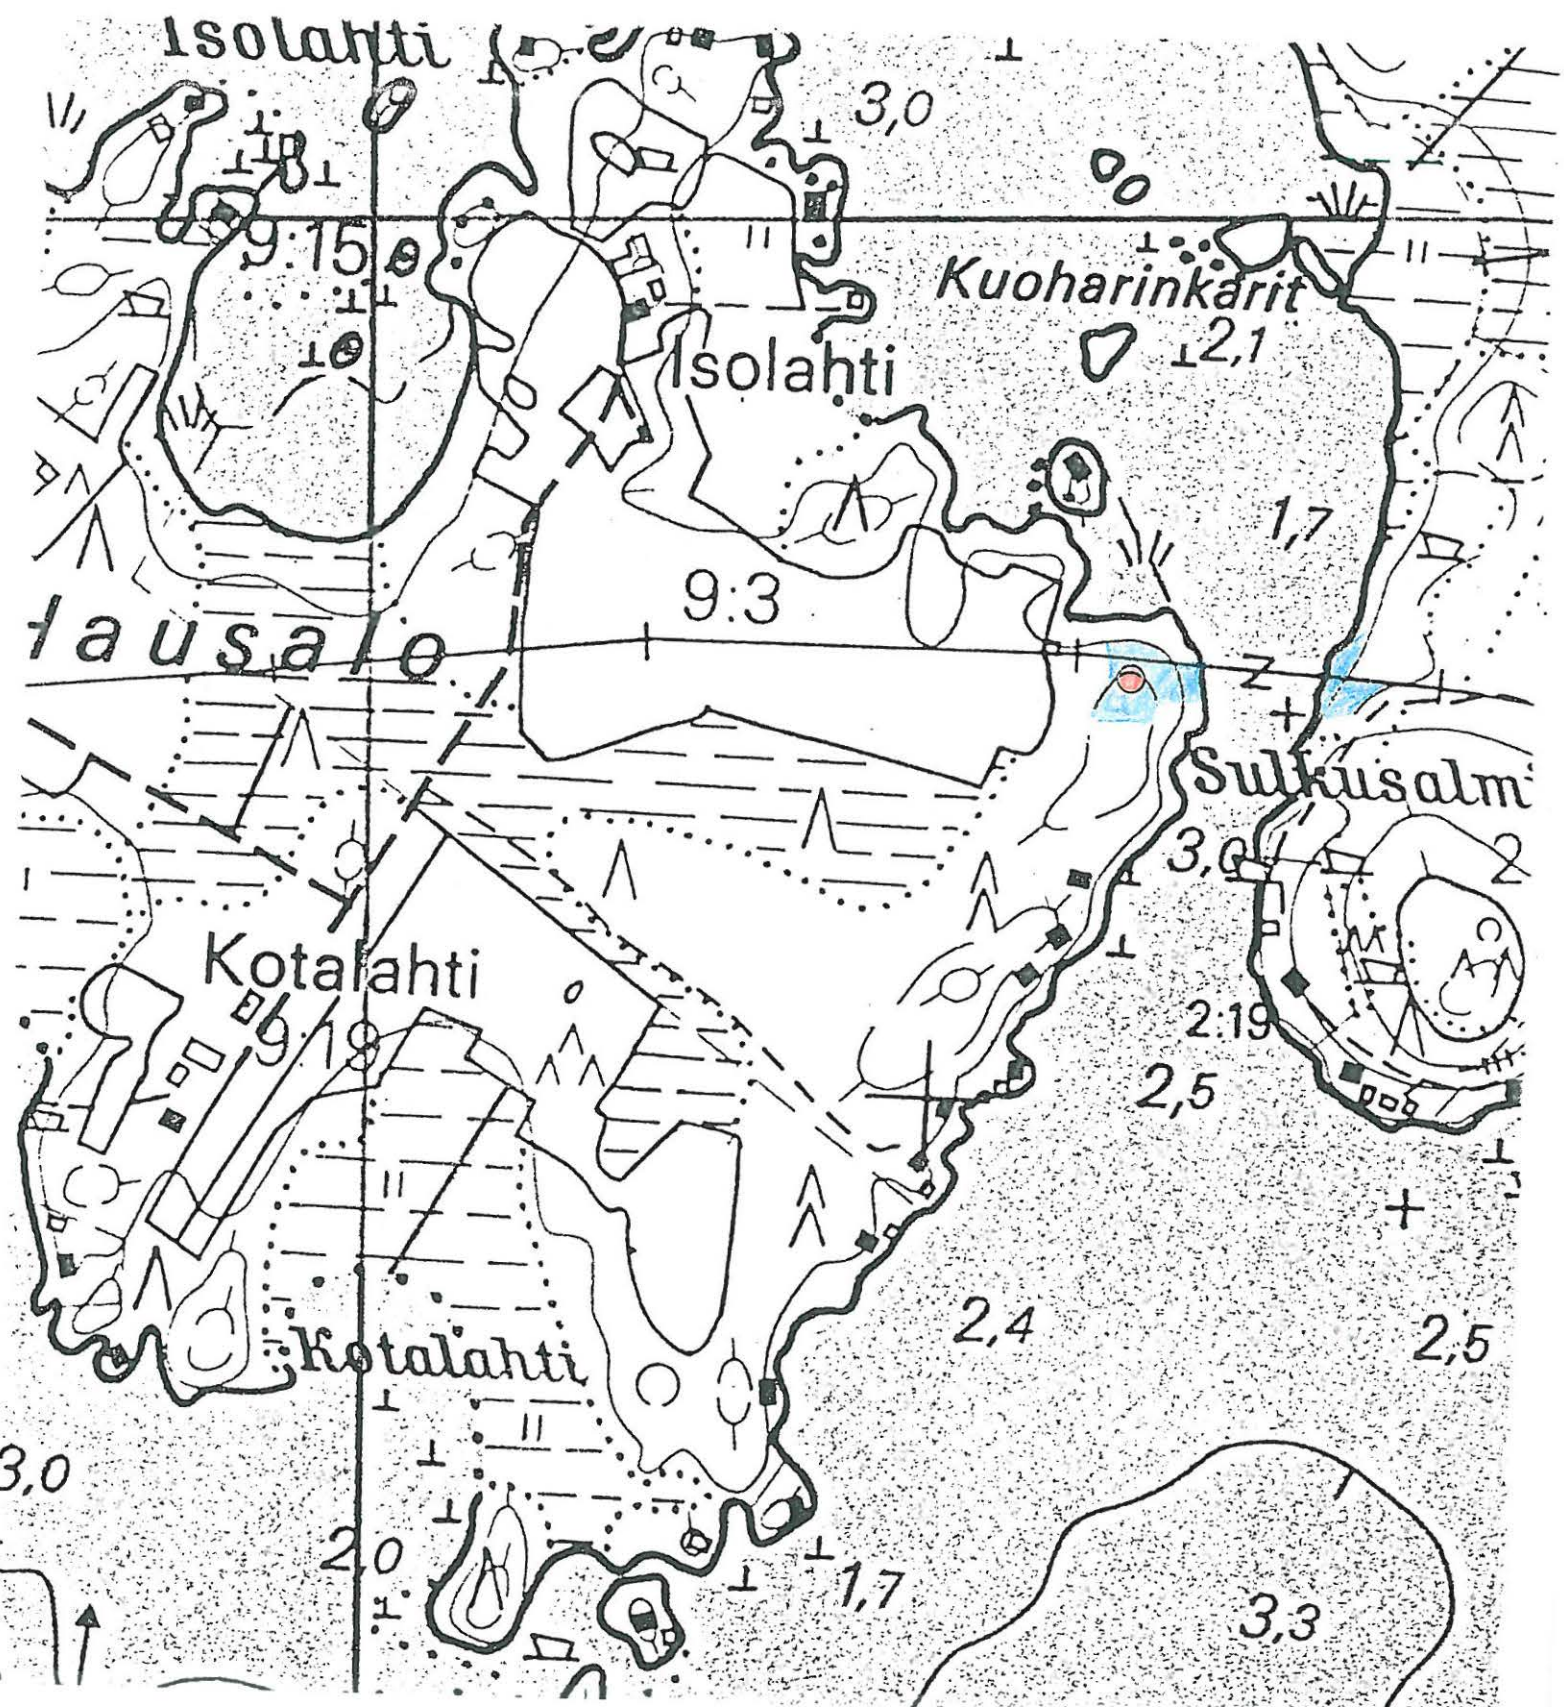 Isolahti
3,0
9:15
Kuoharinkarit
2,1
Isolahti
1,7
9:3
Hausalo
Z
Sulkusalm
3,0
2
Kotalahti
9:18
2:19
2,5
2,4
2,5
Kotalahti
3,0
2,0
1,7
3,3